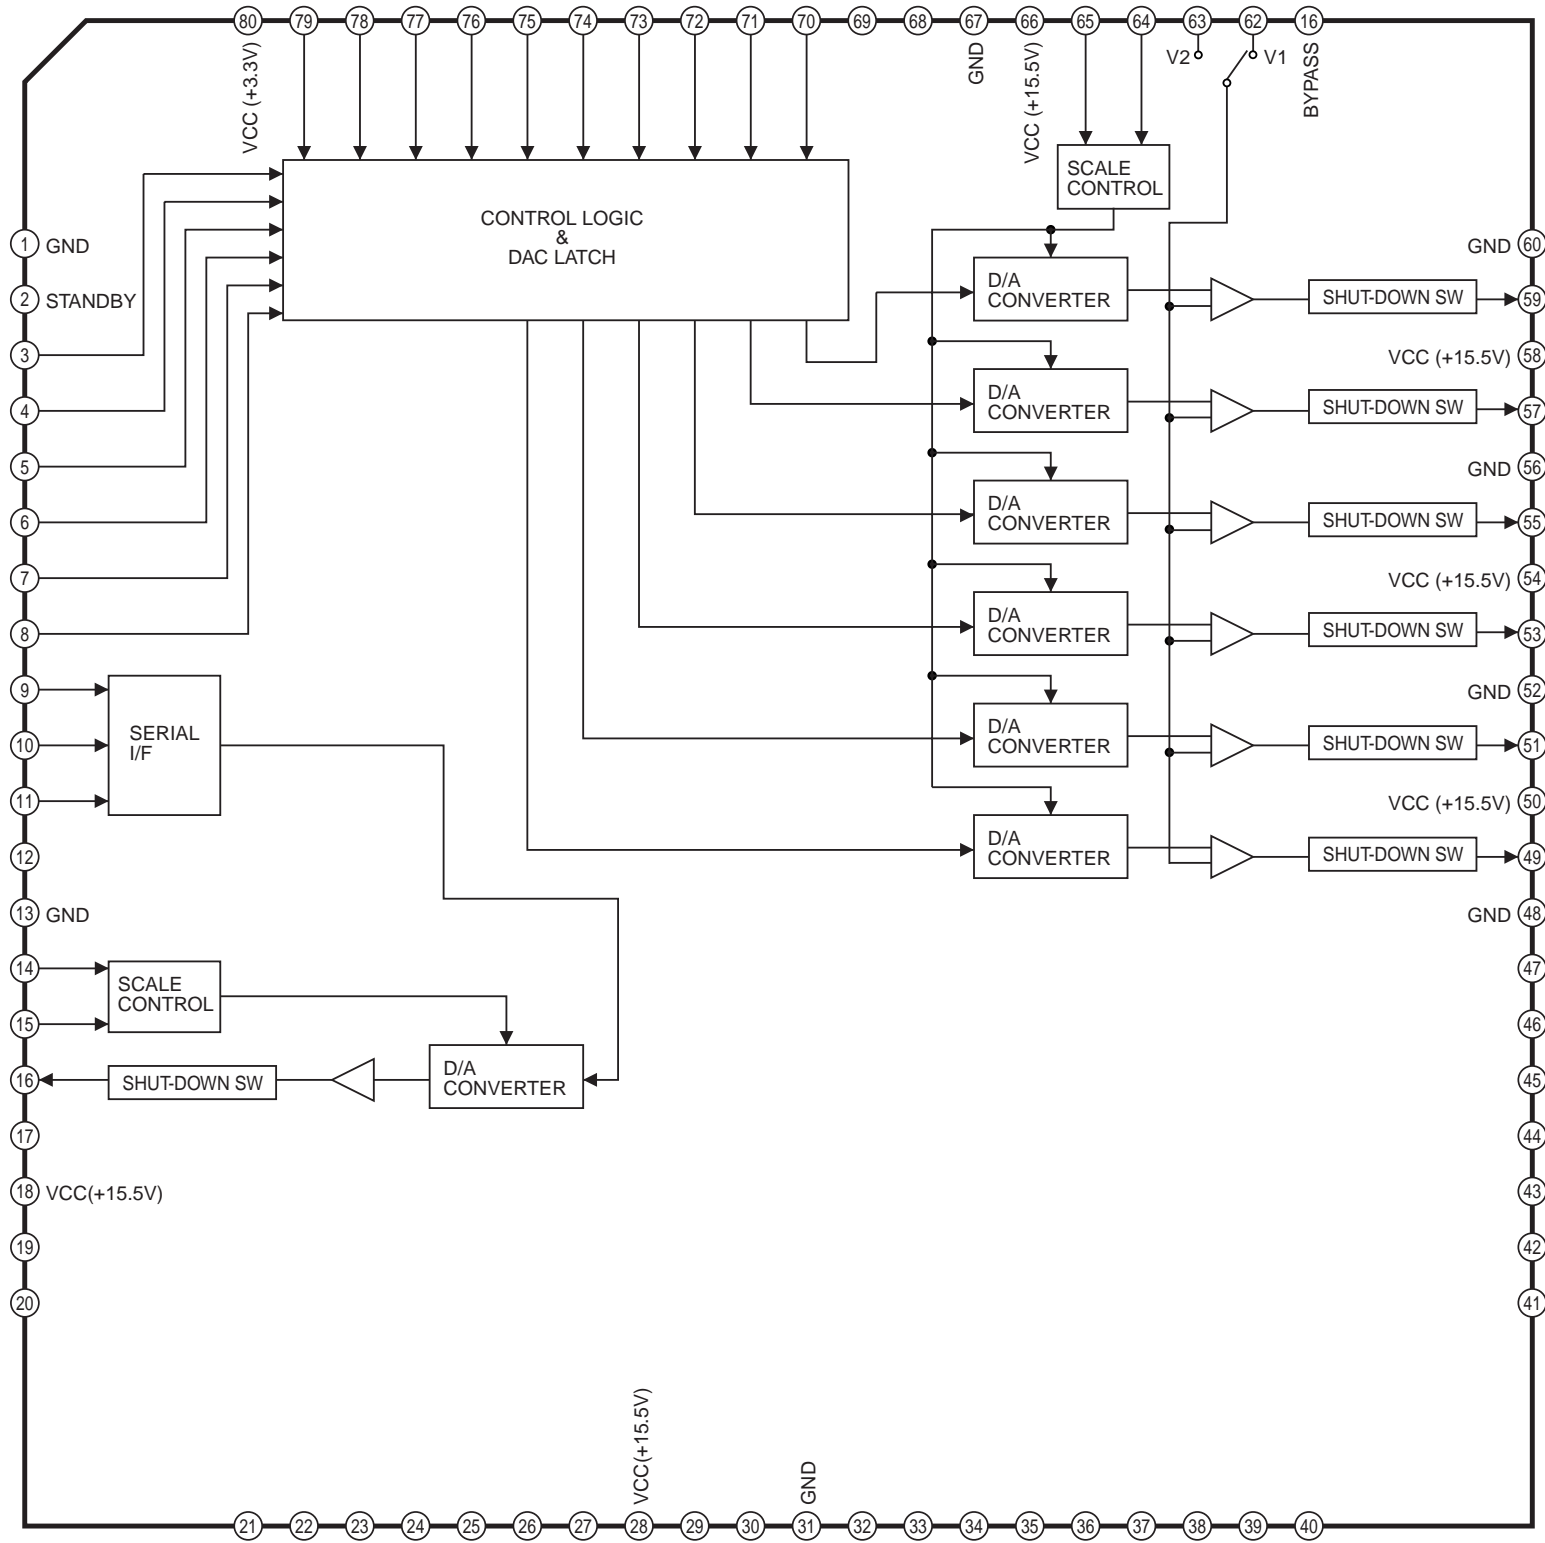 80 79 78 77 76 75 74 73 72 71 70 69 68 67 66 65 64 63 62 16
VCC (+3.3V)
GND
VCC (+15.5V)
V2
V1
BYPASS
SCALE
CONTROL
CONTROL LOGIC
&
DAC LATCH
1 GND
2 STANDBY
3
4
5
6
7
8
9
10
11
SERIAL
I/F
12
13 GND
14
15
SCALE
CONTROL
16
SHUT-DOWN SW
D/A
CONVERTER
17
18 VCC(+15.5V)
19
20
D/A
CONVERTER
SHUT-DOWN SW
D/A
CONVERTER
SHUT-DOWN SW
D/A
CONVERTER
SHUT-DOWN SW
D/A
CONVERTER
SHUT-DOWN SW
D/A
CONVERTER
SHUT-DOWN SW
D/A
CONVERTER
SHUT-DOWN SW
GND 60
59
VCC (+15.5V) 58
57
GND 56
55
VCC (+15.5V) 54
53
GND 52
51
VCC (+15.5V) 50
49
GND 48
47
46
45
44
43
42
41
VCC(+15.5V)
GND
21 22 23 24 25 26 27 28 29 30 31 32 33 34 35 36 37 38 39 40